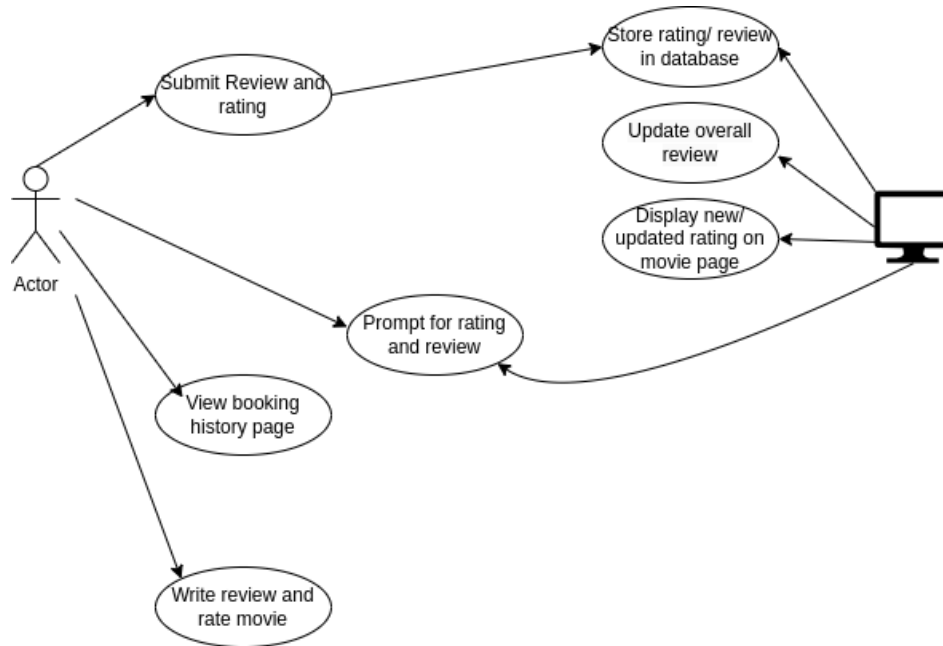 Store rating/ review
in database
Submit Review and
rating
Update overall
review
Display new/
updated rating on
movie page
Actor
Prompt for rating
and review
View booking
history page
Write review and
rate movie